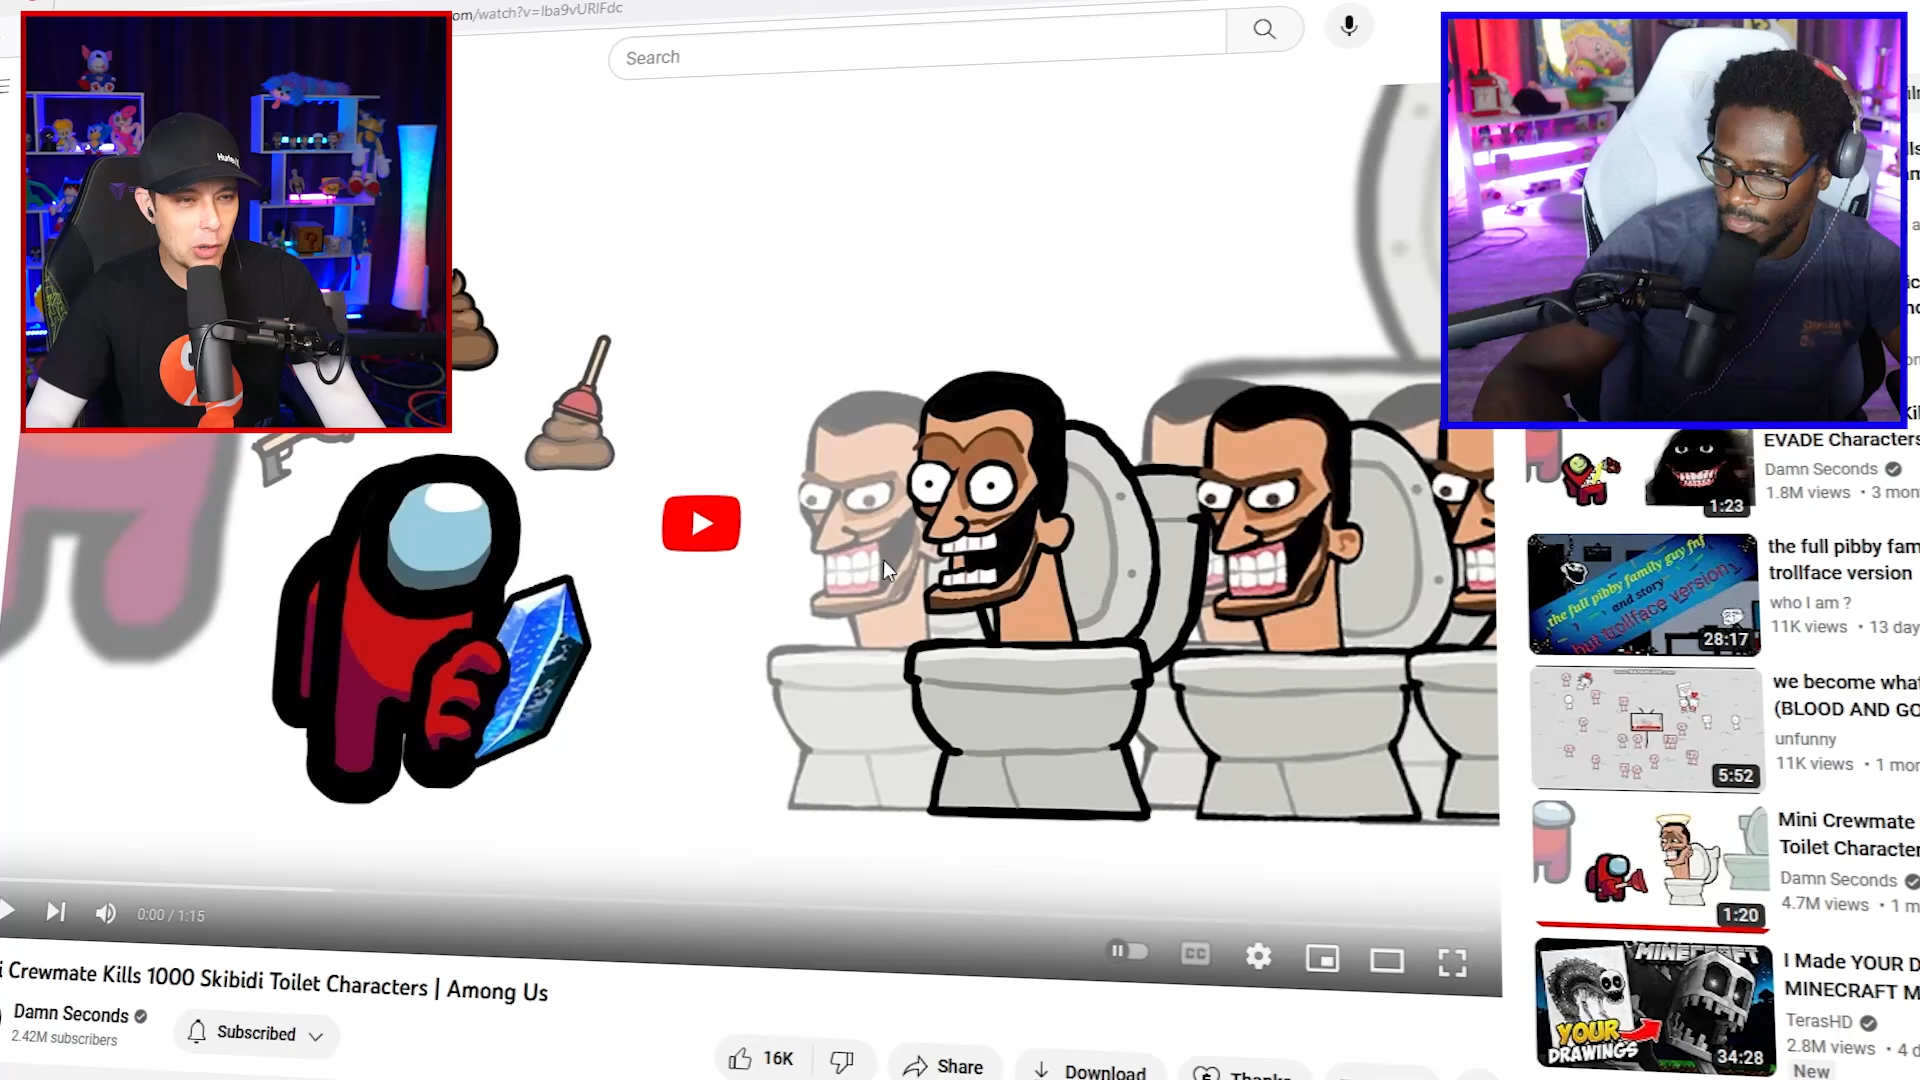 om/watch?v=Iba9vURlFdc
Search
EVADE Characters
Damn Seconds
1.8M views • 3 mon
1:23
the full pibby family guy fnf
and story
but trollface version
28:17
the full pibby fam
trollface version
who I am ?
11K views • 13 day
we become what
(BLOOD AND GO
unfunny
11K views • 1 mon
5:52
Mini Crewmate
Toilet Character
Damn Seconds
4.7M views • 1 m
1:20
MINECRAFT
YOUR
DRAWINGS
34:28
I Made YOUR D
MINECRAFT M
TerasHD
2.8M views • 4 d
New
0:00 / 1:15
CC
i Crewmate Kills 1000 Skibidi Toilet Characters | Among Us
Damn Seconds
2.42M subscribers
Subscribed
16K
Share
Download
Thanks